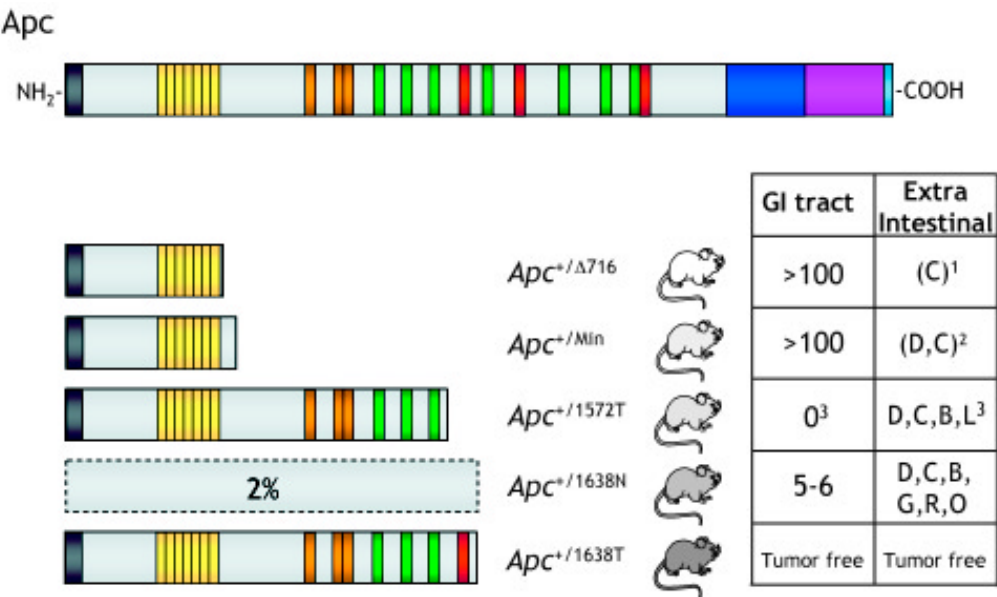 Apc
NH₂- -COOH
GI tract Extra
Intestinal
Apc⁺/Δ⁷¹⁶ >100 (C)¹
Apc⁺/ᴹⁱⁿ >100 (D,C)²
Apc⁺/¹⁵⁷²ᵀ 0³ D,C,B,L³
2% Apc⁺/¹⁶³⁸ᴺ 5-6 D,C,B,
G,R,O
Apc⁺/¹⁶³⁸ᵀ Tumor free Tumor free